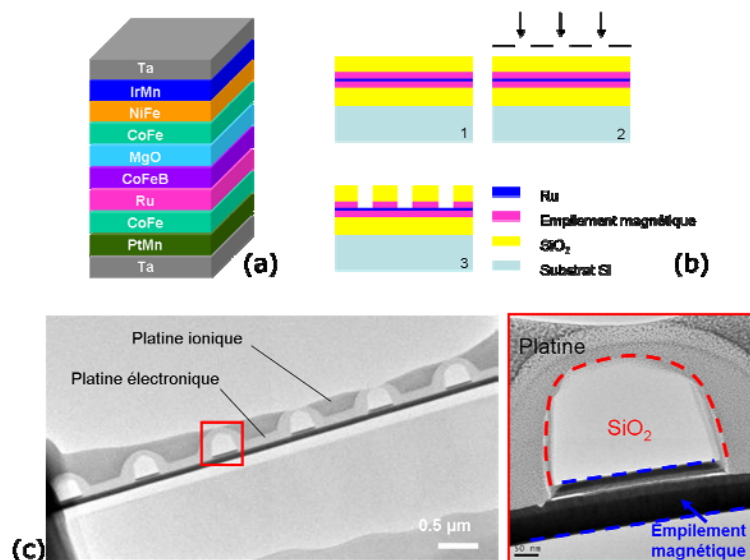 Ta
IrMn
NiFe
CoFe
MgO
CoFeB
Ru
CoFe
PtMn
Ta
(a)
1
2
3
Ru
Empilement magnétique
SiO2
Substrat Si
(b)
Platine ionique
Platine électronique
0.5 µm
(c)
Platine
SiO2
Empilement
magnétique
50 nm